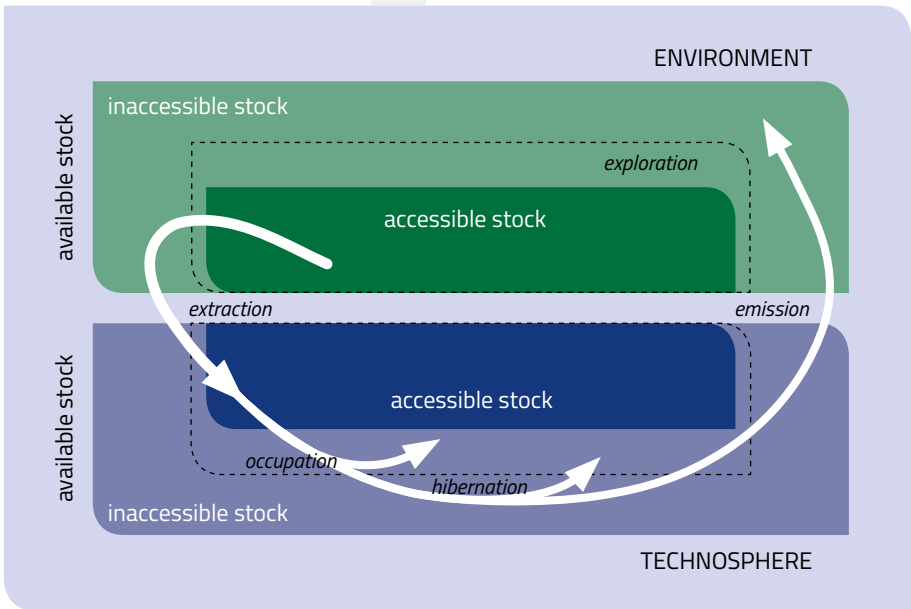 ENVIRONMENT
inaccessible stock
available stock
exploration
accessible stock
extraction
emission
available stock
accessible stock
occupation
hibernation
inaccessible stock
TECHNOSPHERE